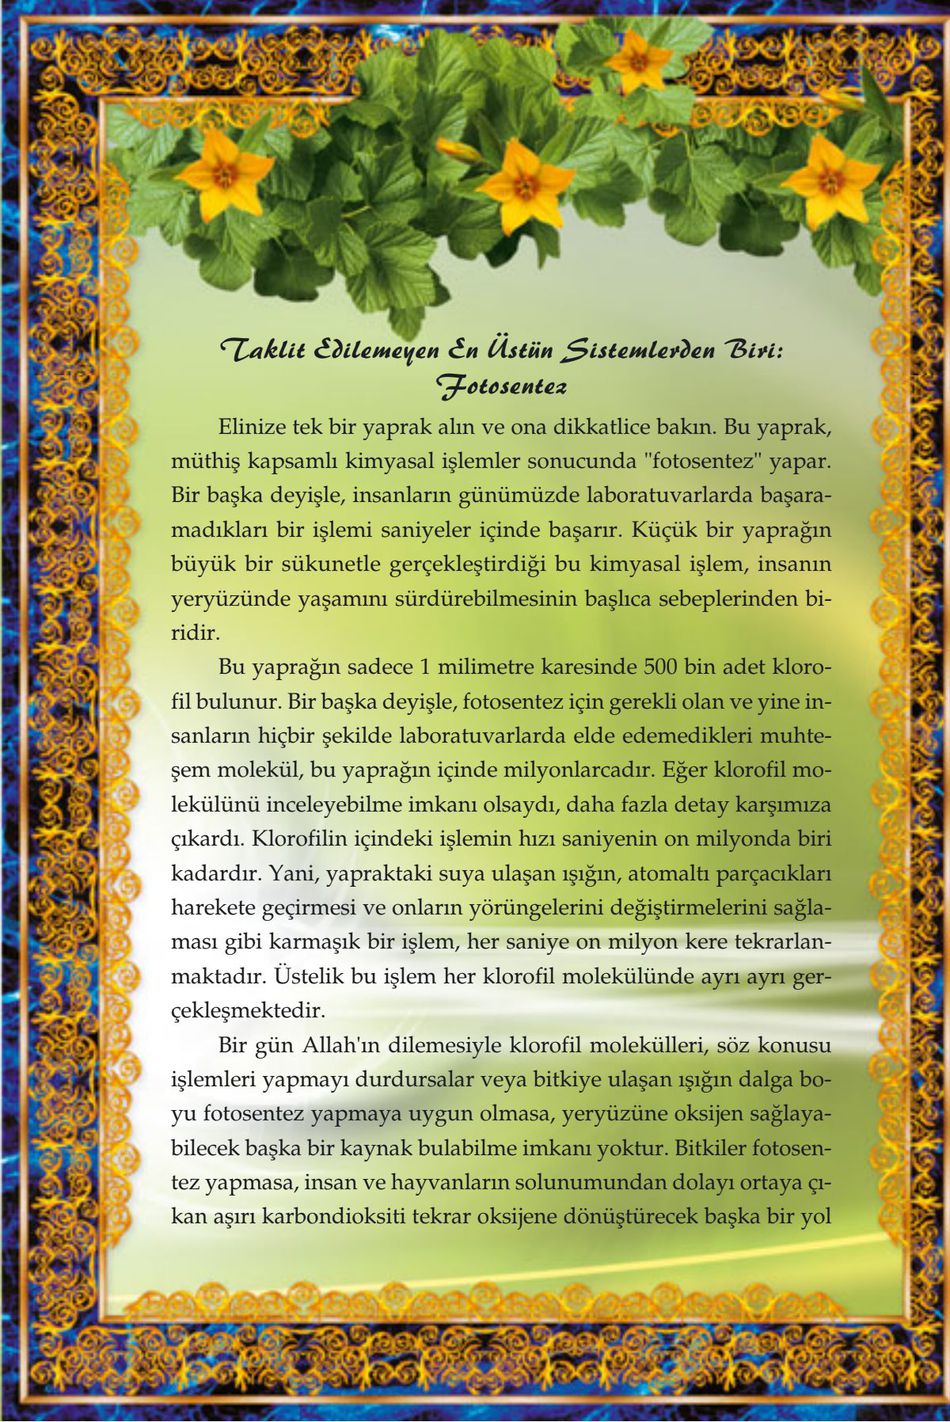 Taklit Edilemeyen En Üstün Sistemlerden Biri:
Fotosentez
Elinize tek bir yaprak alın ve ona dikkatlice bakın. Bu yaprak,
müthiş kapsamlı kimyasal işlemler sonucunda "fotosentez" yapar.
Bir başka deyişle, insanların günümüzde laboratuvarlarda başara-
madıkları bir işlemi saniyeler içinde başarır. Küçük bir yaprağın
büyük bir sükunetle gerçekleştirdiği bu kimyasal işlem, insanın
yeryüzünde yaşamını sürdürebilmesinin başlıca sebeplerinden bi-
ridir.
Bu yaprağın sadece 1 milimetre karesinde 500 bin adet kloro-
fil bulunur. Bir başka deyişle, fotosentez için gerekli olan ve yine in-
sanların hiçbir şekilde laboratuvarlarda elde edemedikleri muhte-
şem molekül, bu yaprağın içinde milyonlarcadır. Eğer klorofil mo-
lekülünü inceleyebilme imkanı olsaydı, daha fazla detay karşımıza
çıkardı. Klorofilin içindeki işlemin hızı saniyenin on milyonda biri
kadardır. Yani, yapraktaki suya ulaşan ışığın, atomaltı parçacıkları
harekete geçirmesi ve onların yörüngelerini değiştirmelerini sağla-
ması gibi karmaşık bir işlem, her saniye on milyon kere tekrarlan-
maktadır. Üstelik bu işlem her klorofil molekülünde ayrı ayrı ger-
çekleşmektedir.
Bir gün Allah'ın dilemesiyle klorofil molekülleri, söz konusu
işlemleri yapmayı durdursalar veya bitkiye ulaşan ışığın dalga bo-
yu fotosentez yapmaya uygun olmasa, yeryüzüne oksijen sağlaya-
bilecek başka bir kaynak bulabilme imkanı yoktur. Bitkiler fotosen-
tez yapmasa, insan ve hayvanların solunumundan dolayı ortaya çı-
kan aşırı karbondioksiti tekrar oksijene dönüştürecek başka bir yol